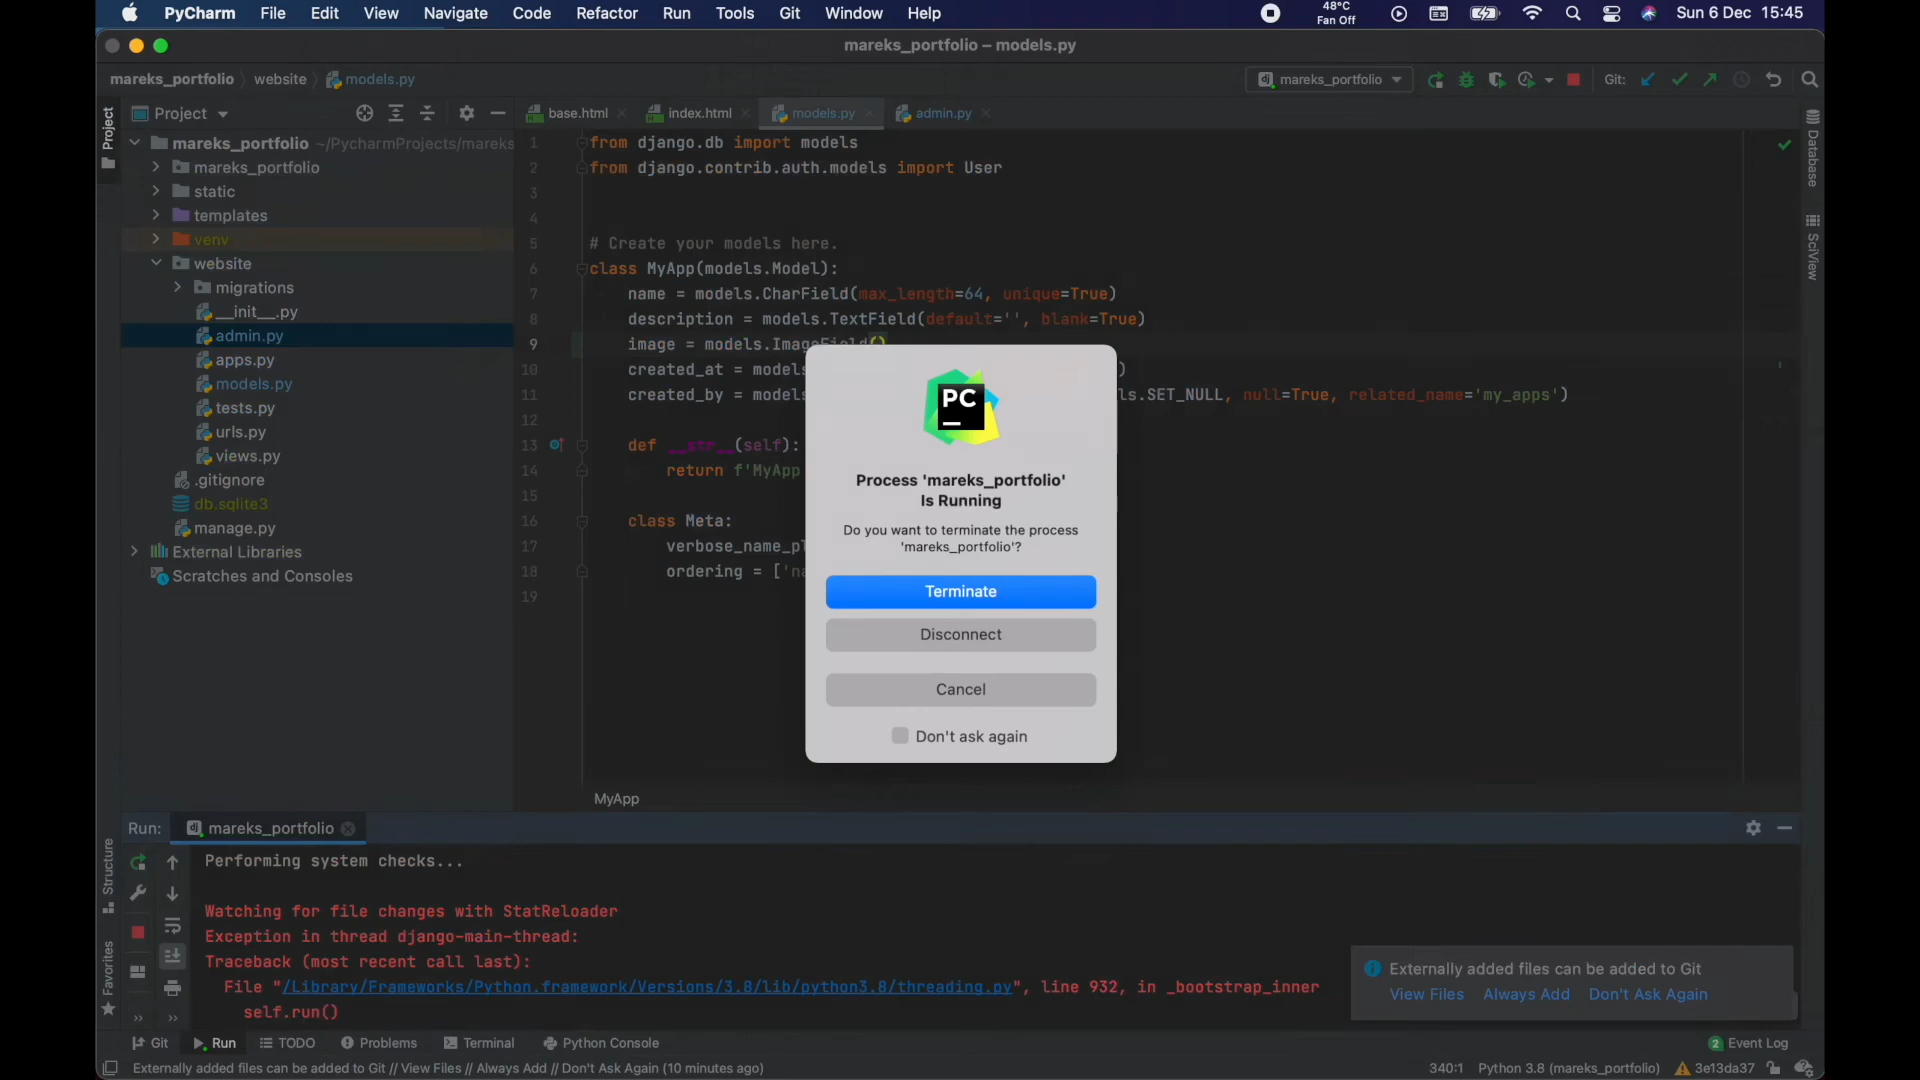 PyCharm File Edit View Navigate Code Refactor Run Tools Git Window Help 48°C Fan Off Sun 6 Dec 15:45
mareks_portfolio – models.py
mareks_portfolio website models.py mareks_portfolio Git:
Project base.html index.html models.py admin.py
Project
Database
SciView
mareks_portfolio ~/PycharmProjects/mareks
mareks_portfolio
static
templates
venv
website
migrations
__init__.py
admin.py
apps.py
models.py
tests.py
urls.py
views.py
.gitignore
db.sqlite3
manage.py
External Libraries
Scratches and Consoles
1 from django.db import models
2 from django.contrib.auth.models import User
3
4
5 # Create your models here.
6 class MyApp(models.Model):
7 name = models.CharField(max_length=64, unique=True)
8 description = models.TextField(default='', blank=True)
9 image = models.ImageField()
10 created_at = models )
11 created_by = models ls.SET_NULL, null=True, related_name='my_apps')
12
13 def __str__(self):
14 return f'MyApp
15
16 class Meta:
17 verbose_name_pl
18 ordering = ['na
19
MyApp
PC
Process 'mareks_portfolio'
Is Running
Do you want to terminate the process
'mareks_portfolio'?
Terminate
Disconnect
Cancel
Don't ask again
Run: mareks_portfolio
Structure
Favorites
Performing system checks...
Watching for file changes with StatReloader
Exception in thread django-main-thread:
Traceback (most recent call last):
File "/Library/Frameworks/Python.framework/Versions/3.8/lib/python3.8/threading.py", line 932, in _bootstrap_inner
self.run()
Externally added files can be added to Git
View Files Always Add Don't Ask Again
Git Run TODO Problems Terminal Python Console 2 Event Log
Externally added files can be added to Git // View Files // Always Add // Don't Ask Again (10 minutes ago) 340:1 Python 3.8 (mareks_portfolio) 3e13da37